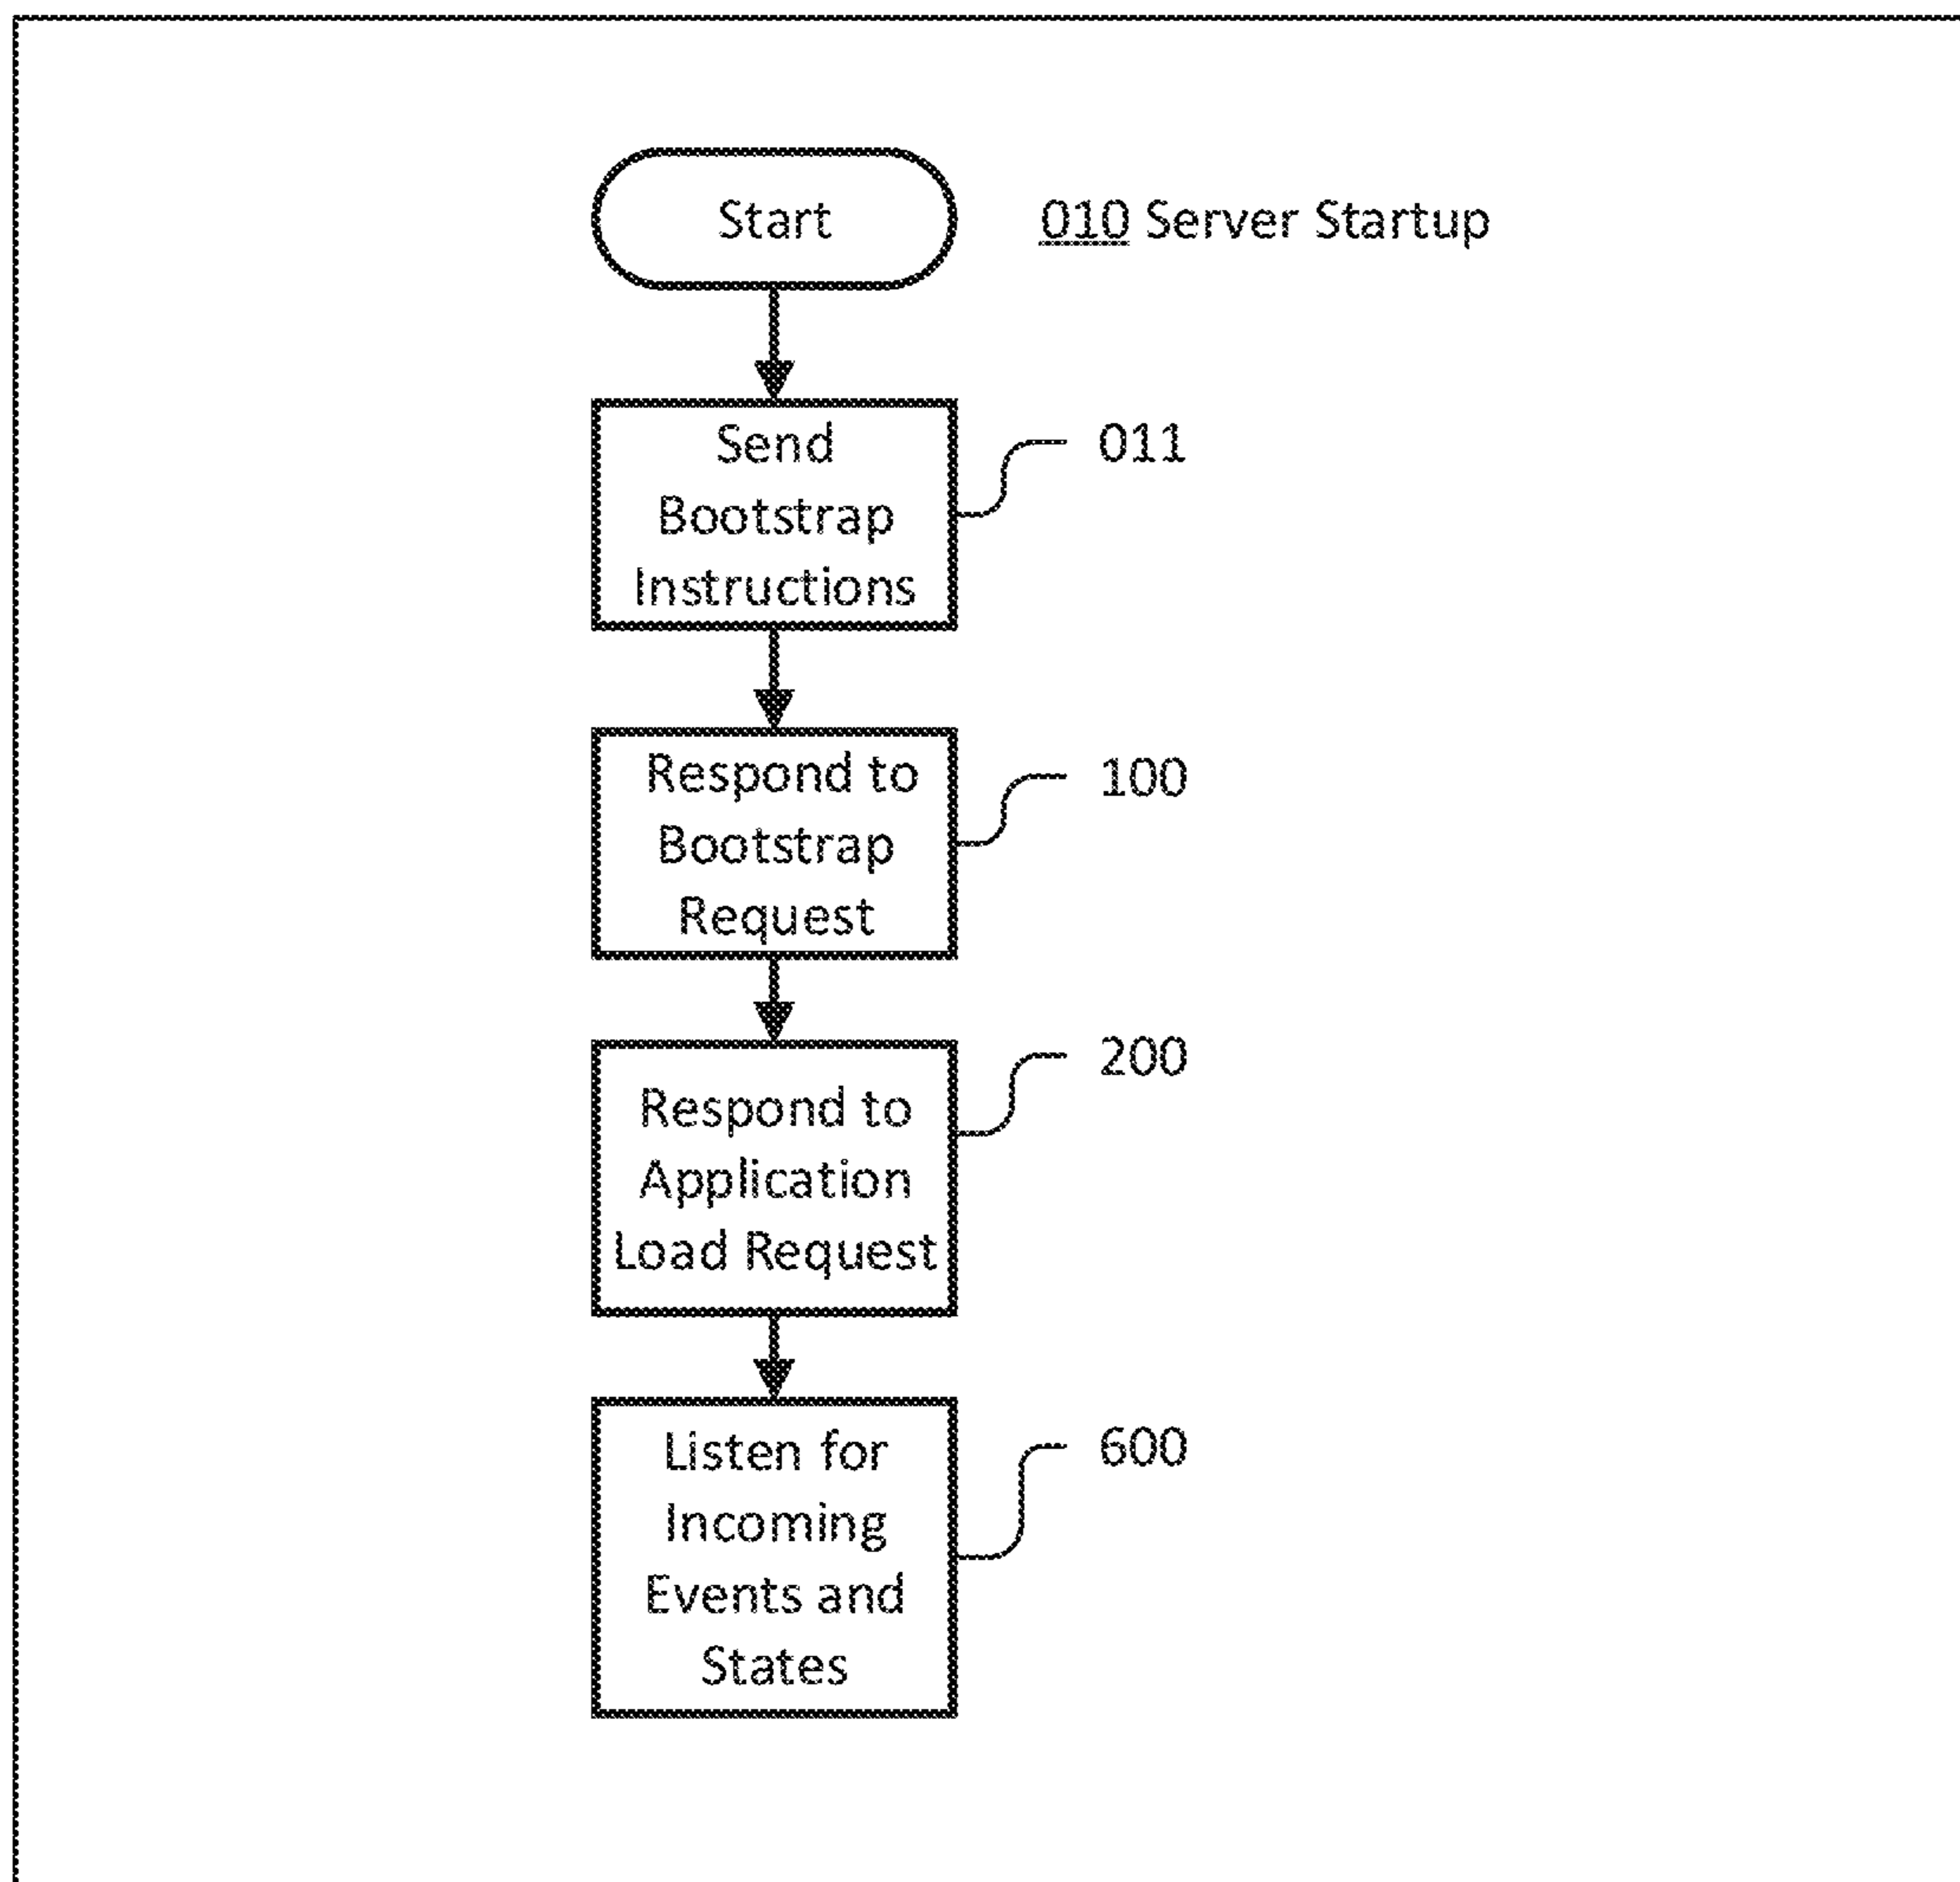 Start
010 Server Startup
Send
Bootstrap
Instructions
011
Respond to
Bootstrap
Request
100
Respond to
Application
Load Request
200
Listen for
Incoming
Events and
States
600